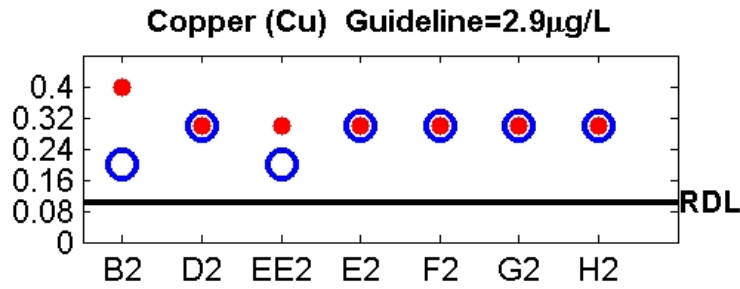 Copper (Cu)  Guideline=2.9μg/L
0.4
0.32
0.24
0.16
0.08
0
RDL
B2 D2 EE2 E2 F2 G2 H2